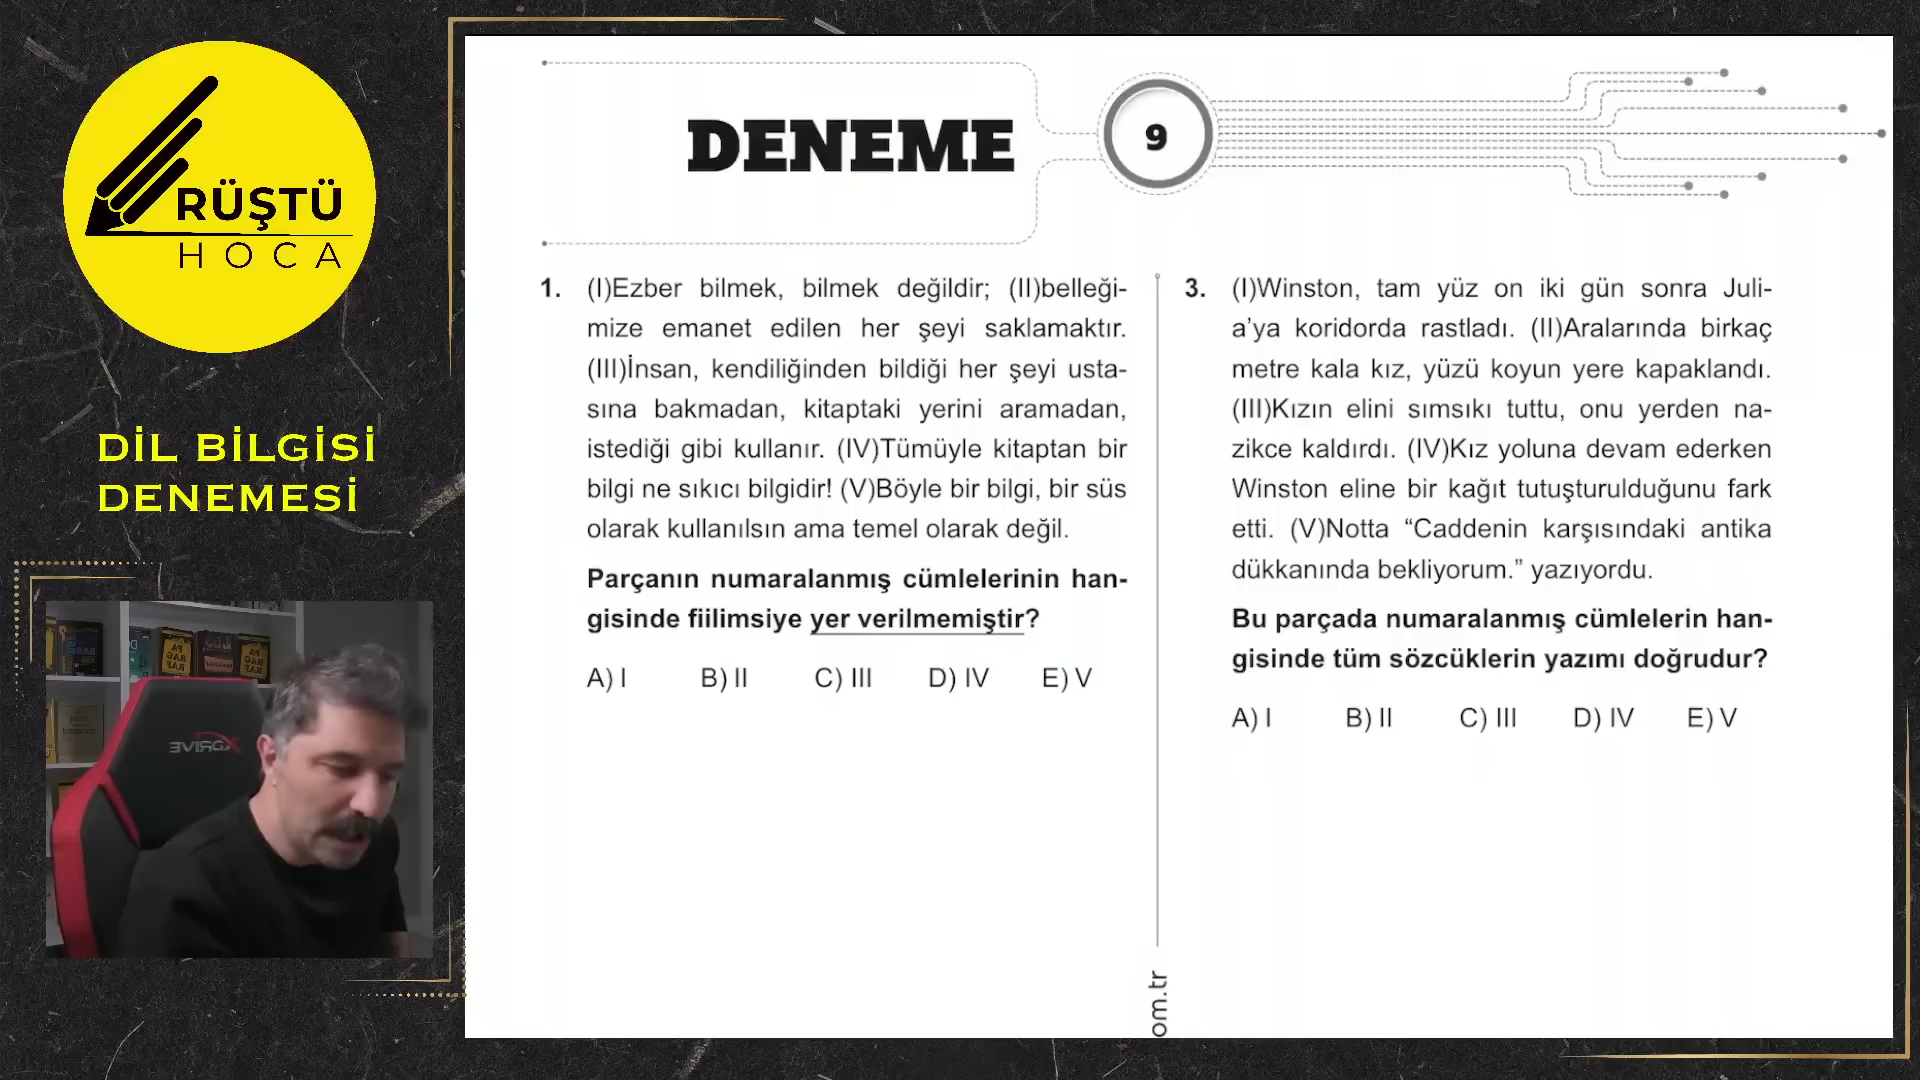 RÜŞTÜ
HOCA
DİL BİLGİSİ
DENEMESİ
DENEME
9
1. (I)Ezber bilmek, bilmek değildir; (II)belleği-
mize emanet edilen her şeyi saklamaktır.
(III)İnsan, kendiliğinden bildiği her şeyi usta-
sına bakmadan, kitaptaki yerini aramadan,
istediği gibi kullanır. (IV)Tümüyle kitaptan bir
bilgi ne sıkıcı bilgidir! (V)Böyle bir bilgi, bir süs
olarak kullanılsın ama temel olarak değil.
Parçanın numaralanmış cümlelerinin han-
gisinde fiilimsiye yer verilmemiştir?
A) I B) II C) III D) IV E) V
3. (I)Winston, tam yüz on iki gün sonra Juli-
a’ya koridorda rastladı. (II)Aralarında birkaç
metre kala kız, yüzü koyun yere kapaklandı.
(III)Kızın elini sımsıkı tuttu, onu yerden na-
zikce kaldırdı. (IV)Kız yoluna devam ederken
Winston eline bir kağıt tutuşturulduğunu fark
etti. (V)Notta “Caddenin karşısındaki antika
dükkanında bekliyorum.” yazıyordu.
Bu parçada numaralanmış cümlelerin han-
gisinde tüm sözcüklerin yazımı doğrudur?
A) I B) II C) III D) IV E) V
om.tr